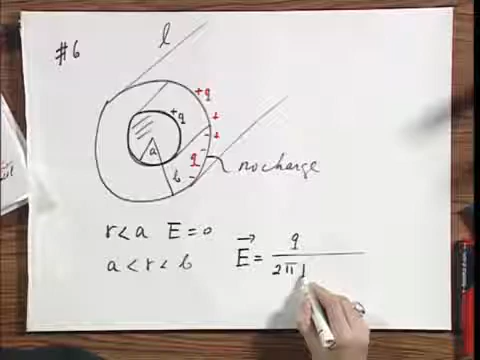 #6
l
+q
+
+q
+
a
-
q
-
b
-
no charge
r<a E=0
a<r<b
E⃗ = q
2π